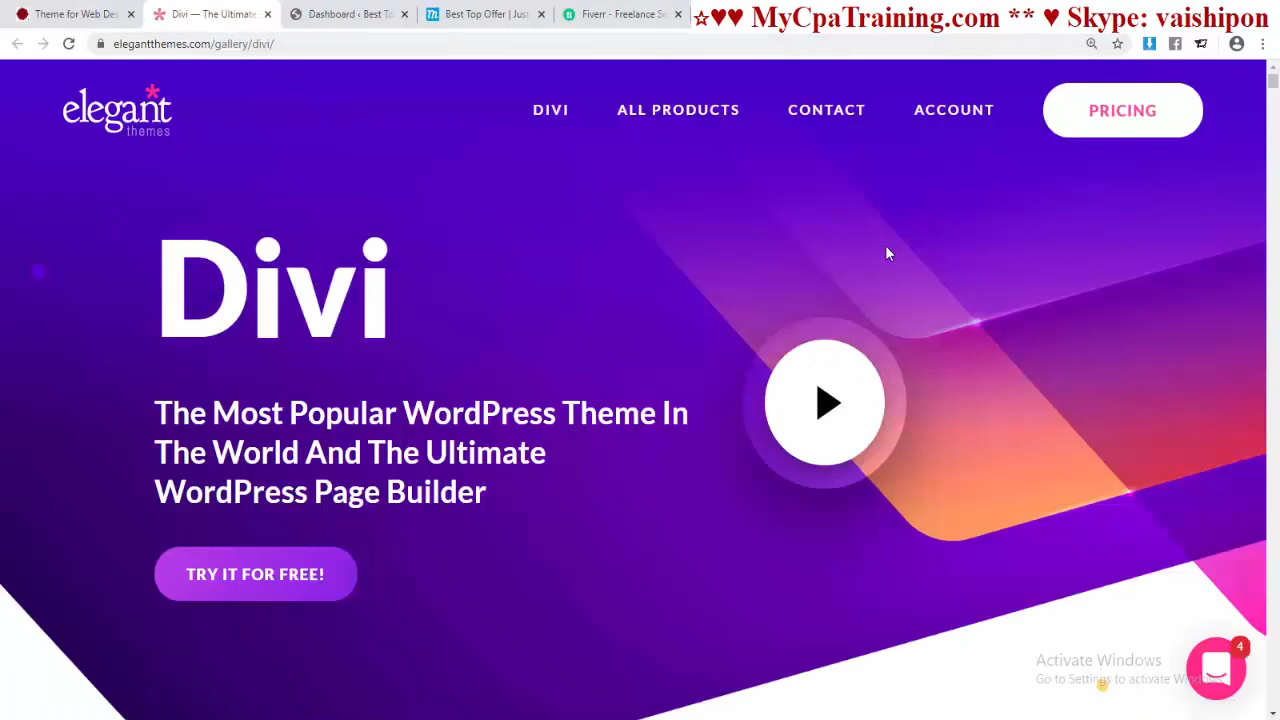 Theme for Web Des
Divi — The Ultimate
Dashboard ‹ Best To
Best Top Offer | Just
Fiverr - Freelance Se
☆♥♥ MyCpaTraining.com ** ♥ Skype: vaishipon
elegantthemes.com/gallery/divi/
elegant themes
DIVI
ALL PRODUCTS
CONTACT
ACCOUNT
PRICING
Divi
The Most Popular WordPress Theme In
The World And The Ultimate
WordPress Page Builder
TRY IT FOR FREE!
4
Activate Windows
Go to Settings to activate Windows.